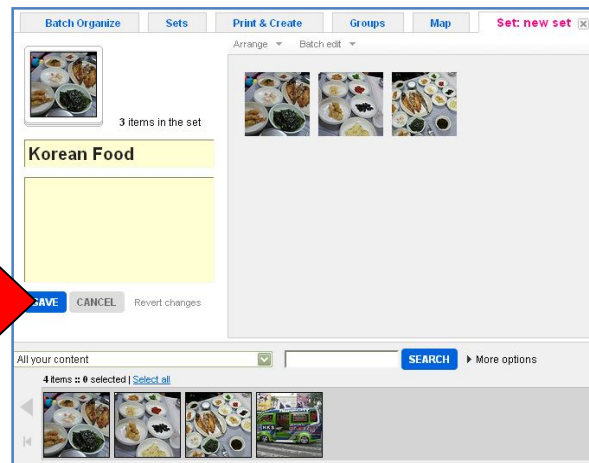 Batch Organize Sets Print & Create Groups Map Set: new set
Arrange Batch edit
3 items in the set
Korean Food
SAVE CANCEL Revert changes
All your content SEARCH More options
4 items :: 0 selected | Select all
HKS